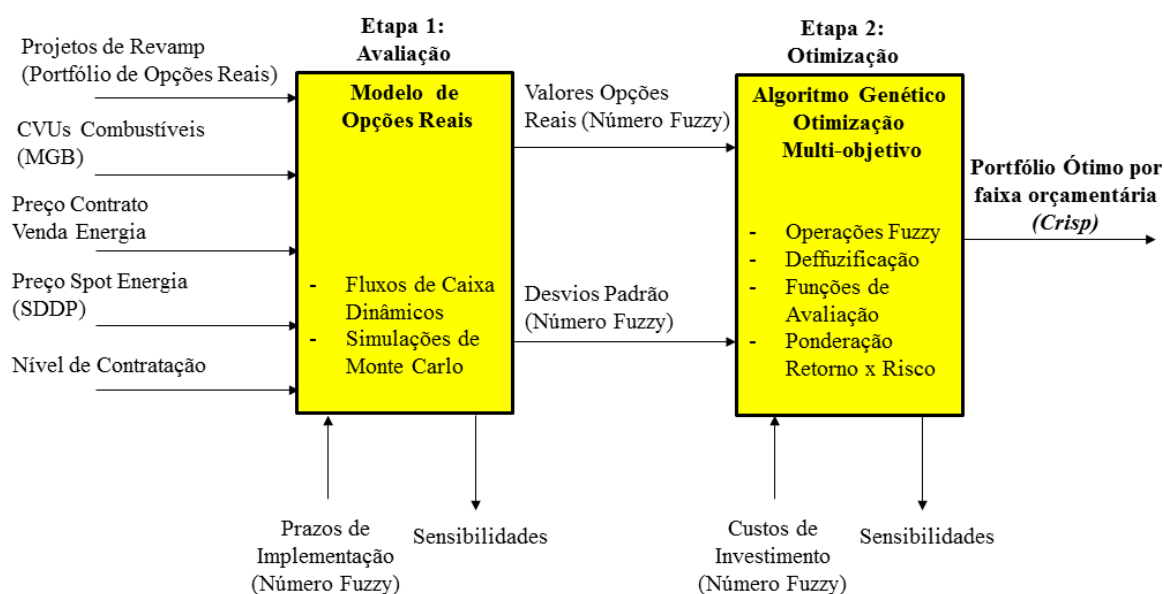 Etapa 1:
Avaliação
Etapa 2:
Otimização
Projetos de Revamp
(Portfólio de Opções Reais)
CVUs Combustíveis
(MGB)
Preço Contrato
Venda Energia
Preço Spot Energia
(SDDP)
Nível de Contratação
Modelo de
Opções Reais
- Fluxos de Caixa
Dinâmicos
- Simulações de
Monte Carlo
Valores Opções
Reais (Número Fuzzy)
Desvios Padrão
(Número Fuzzy)
Algoritmo Genético
Otimização
Multi-objetivo
- Operações Fuzzy
- Deffuzificação
- Funções de
Avaliação
- Ponderação
Retorno x Risco
Portfólio Ótimo por
faixa orçamentária
(Crisp)
Prazos de
Implementação
(Número Fuzzy)
Sensibilidades
Custos de
Investimento
(Número Fuzzy)
Sensibilidades